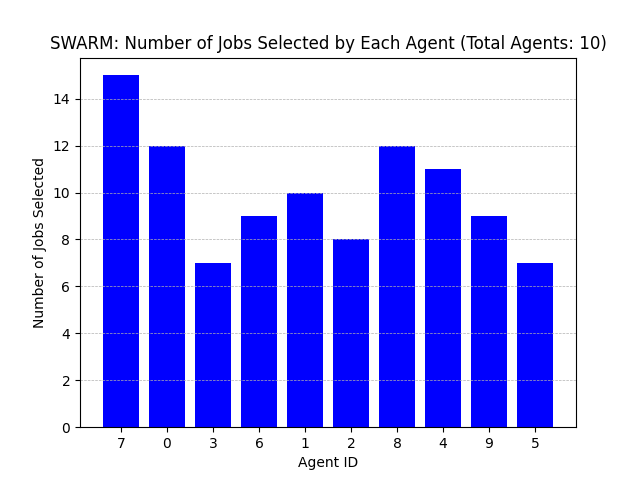 SWARM: Number of Jobs Selected by Each Agent (Total Agents: 10)
Number of Jobs Selected
14
12
10
8
6
4
2
0
7 0 3 6 1 2 8 4 9 5
Agent ID